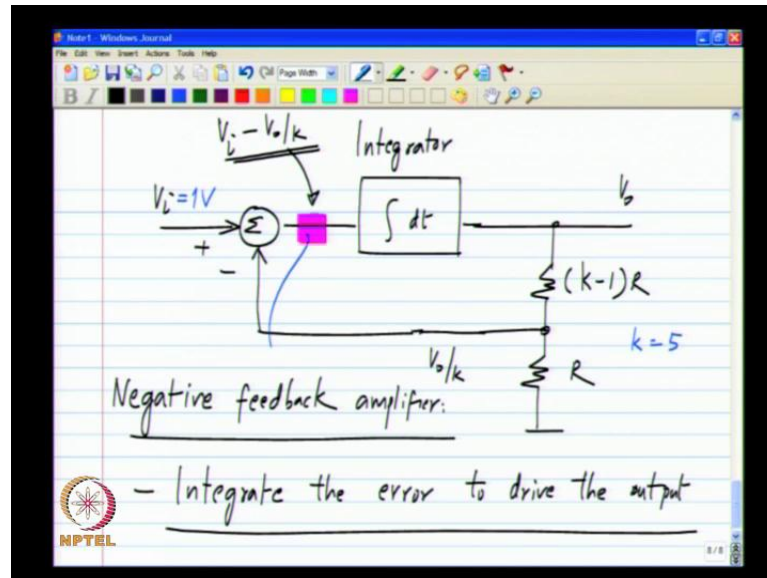 Note1 - Windows Journal
File Edit View Insert Actions Tools Help
Page Width
B I
Vi - Vo/k
Integrator
Vi = 1V
Σ
+
-
∫ dt
Vo
(k-1)R
k = 5
Vo/k
R
Negative feedback amplifier:
- Integrate the error to drive the output
NPTEL
8/8